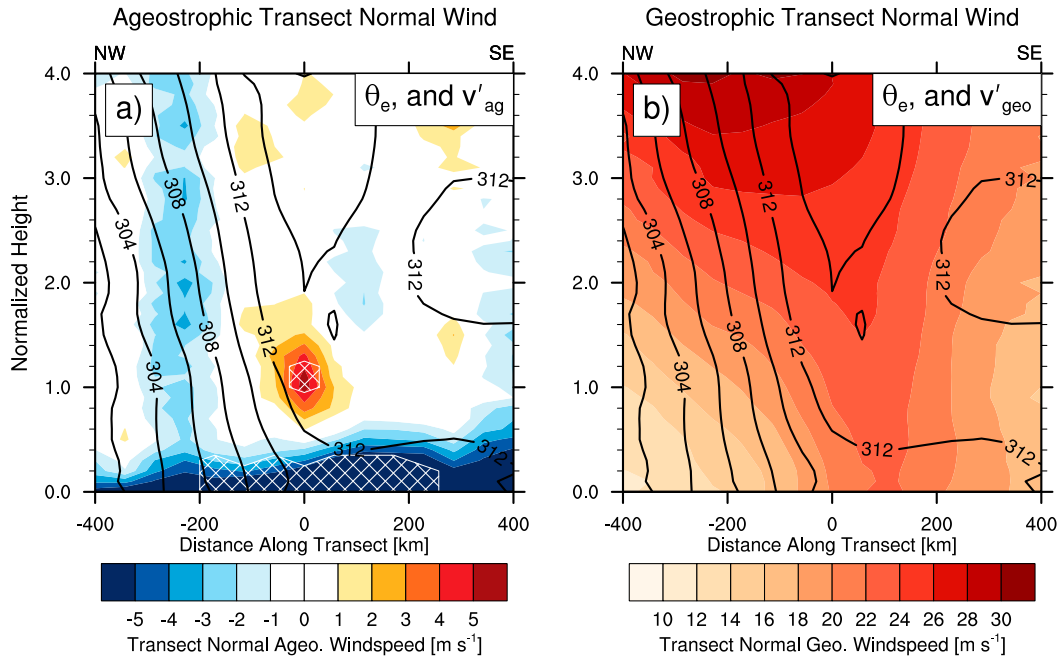 Ageostrophic Transect Normal Wind
NW SE
4.0
3.0
2.0
1.0
0.0
Normalized Height
a)
θe, and v′ag
304
308
312
312
304
308
312
312
312
-400 -200 0 200 400
Distance Along Transect [km]
-5 -4 -3 -2 -1 0 1 2 3 4 5
Transect Normal Ageo. Windspeed [m s⁻¹]
Geostrophic Transect Normal Wind
NW SE
4.0
3.0
2.0
1.0
0.0
b)
θe, and v′geo
304
308
312
312
312
304
308
312
312
312
-400 -200 0 200 400
Distance Along Transect [km]
10 12 14 16 18 20 22 24 26 28 30
Transect Normal Geo. Windspeed [m s⁻¹]